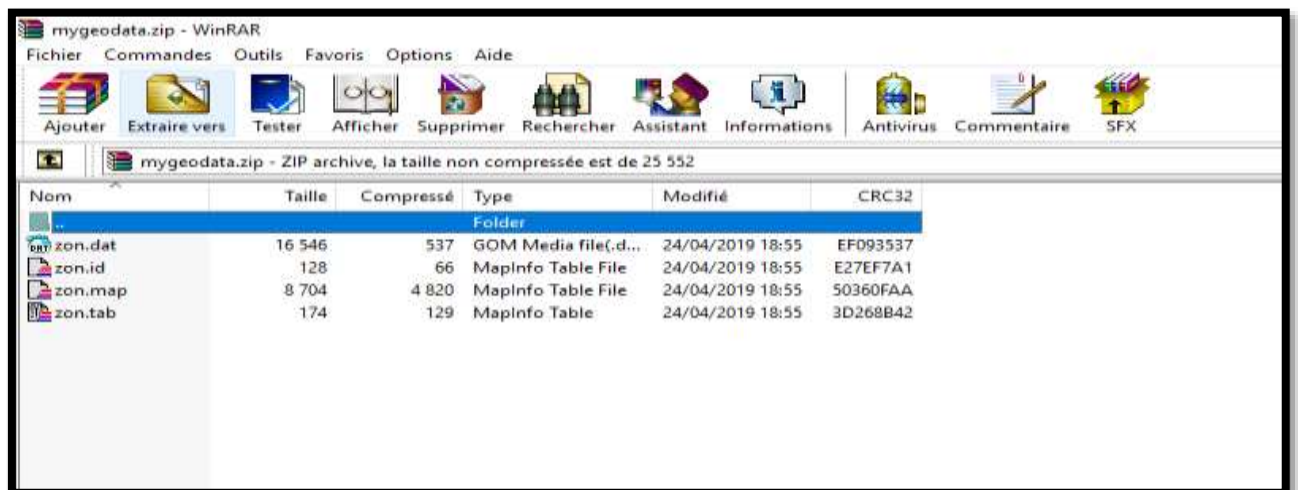 mygeodata.zip - WinRAR
Fichier Commandes Outils Favoris Options Aide
Ajouter Extraire vers Tester Afficher Supprimer Rechercher Assistant Informations Antivirus Commentaire SFX
mygeodata.zip - ZIP archive, la taille non compressée est de 25 552
Nom Taille Compressé Type Modifié CRC32
.. Folder
zon.dat 16 546 537 GOM Media file(.d... 24/04/2019 18:55 EF093537
zon.id 128 66 MapInfo Table File 24/04/2019 18:55 E27EF7A1
zon.map 8 704 4 820 MapInfo Table File 24/04/2019 18:55 50360FAA
zon.tab 174 129 MapInfo Table 24/04/2019 18:55 3D268B42